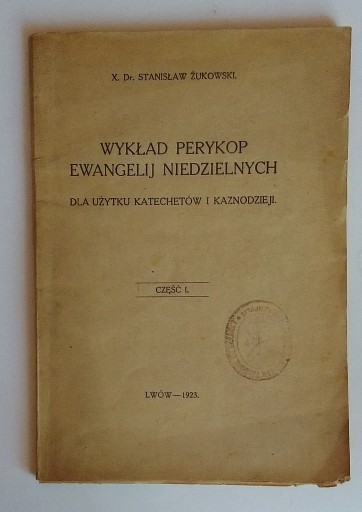 X. Dr. STANISŁAW ŻUKOWSKI.
WYKŁAD PERYKOP
EWANGELIJ NIEDZIELNYCH
DLA UŻYTKU KATECHETÓW I KAZNODZIEJI.
CZĘŚĆ I.
LWÓW—1923.